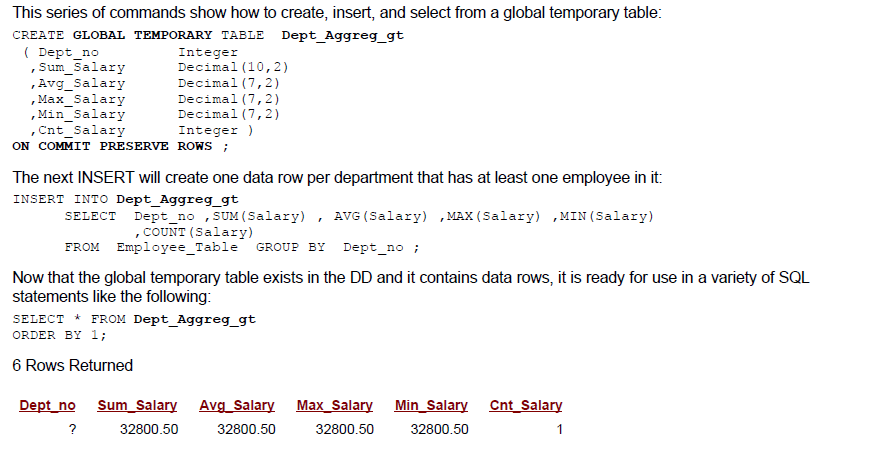 This series of commands show how to create, insert, and select from a global temporary table:
CREATE GLOBAL TEMPORARY TABLE Dept_Aggreg_gt
( Dept_no Integer
,Sum_Salary Decimal(10,2)
,Avg_Salary Decimal(7,2)
,Max_Salary Decimal(7,2)
,Min_Salary Decimal(7,2)
,Cnt_Salary Integer )
ON COMMIT PRESERVE ROWS ;
The next INSERT will create one data row per department that has at least one employee in it:
INSERT INTO Dept_Aggreg_gt
SELECT Dept_no ,SUM(Salary) , AVG(Salary) ,MAX(Salary) ,MIN(Salary)
,COUNT(Salary)
FROM Employee_Table GROUP BY Dept_no ;
Now that the global temporary table exists in the DD and it contains data rows, it is ready for use in a variety of SQL
statements like the following:
SELECT * FROM Dept_Aggreg_gt
ORDER BY 1;
6 Rows Returned
Dept_no Sum_Salary Avg_Salary Max_Salary Min_Salary Cnt_Salary
? 32800.50 32800.50 32800.50 32800.50 1